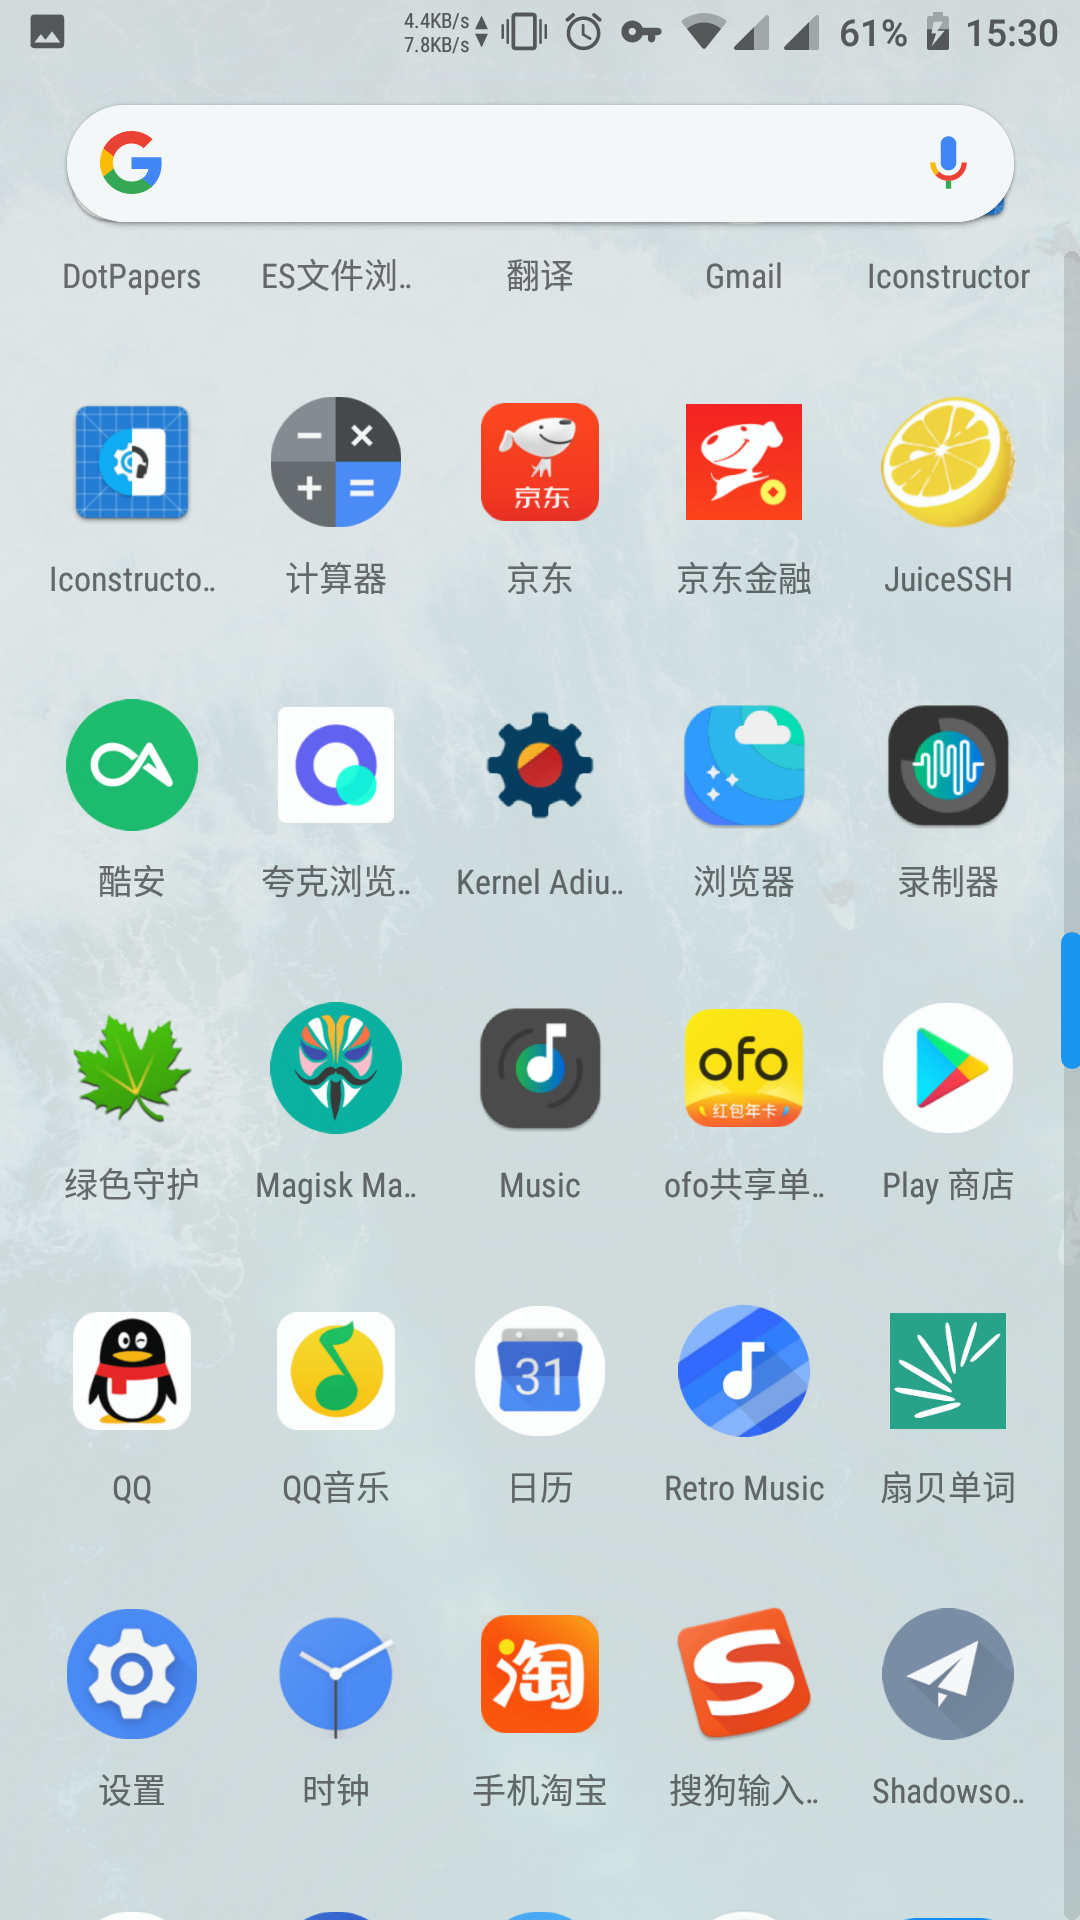 4.4KB/s
7.8KB/s
61%
15:30
DotPapers
ES文件浏..
翻译
Gmail
Iconstructor
京东
Iconstructo..
计算器
京东
京东金融
JuiceSSH
酷安
夸克浏览..
Kernel Adiu..
浏览器
录制器
ofo
红包年卡
绿色守护
Magisk Ma..
Music
ofo共享单..
Play 商店
31
QQ
QQ音乐
日历
Retro Music
扇贝单词
淘
S
设置
时钟
手机淘宝
搜狗输入..
Shadowso..